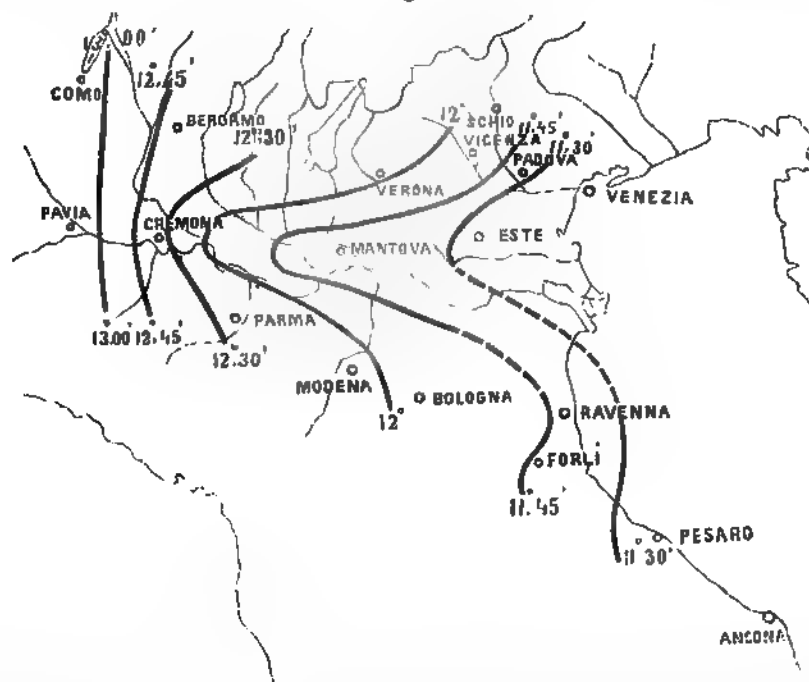 COMO
12.45'
BERGAMO
12°30'
12°
SCHIO
11.45'
VICENZA
11.30'
PADOVA
VERONA
VENEZIA
PAVIA
CREMONA
MANTOVA
ESTE
13.00'
12.45'
PARMA
12.30'
MODENA
12°
BOLOGNA
RAVENNA
FORLÌ
11.45'
11°30'
PESARO
ANCONA